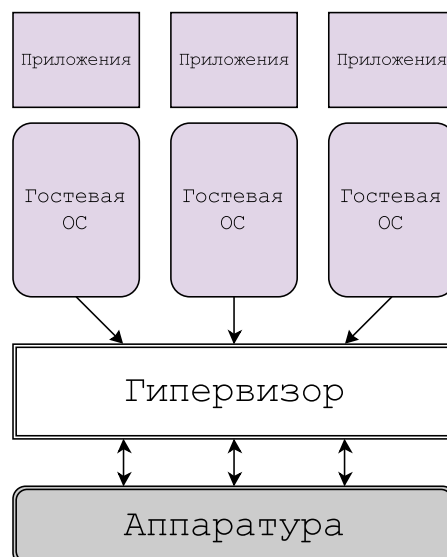 Приложения
Приложения
Приложения
Гостевая
ОС
Гостевая
ОС
Гостевая
ОС
Гипервизор
Аппаратура